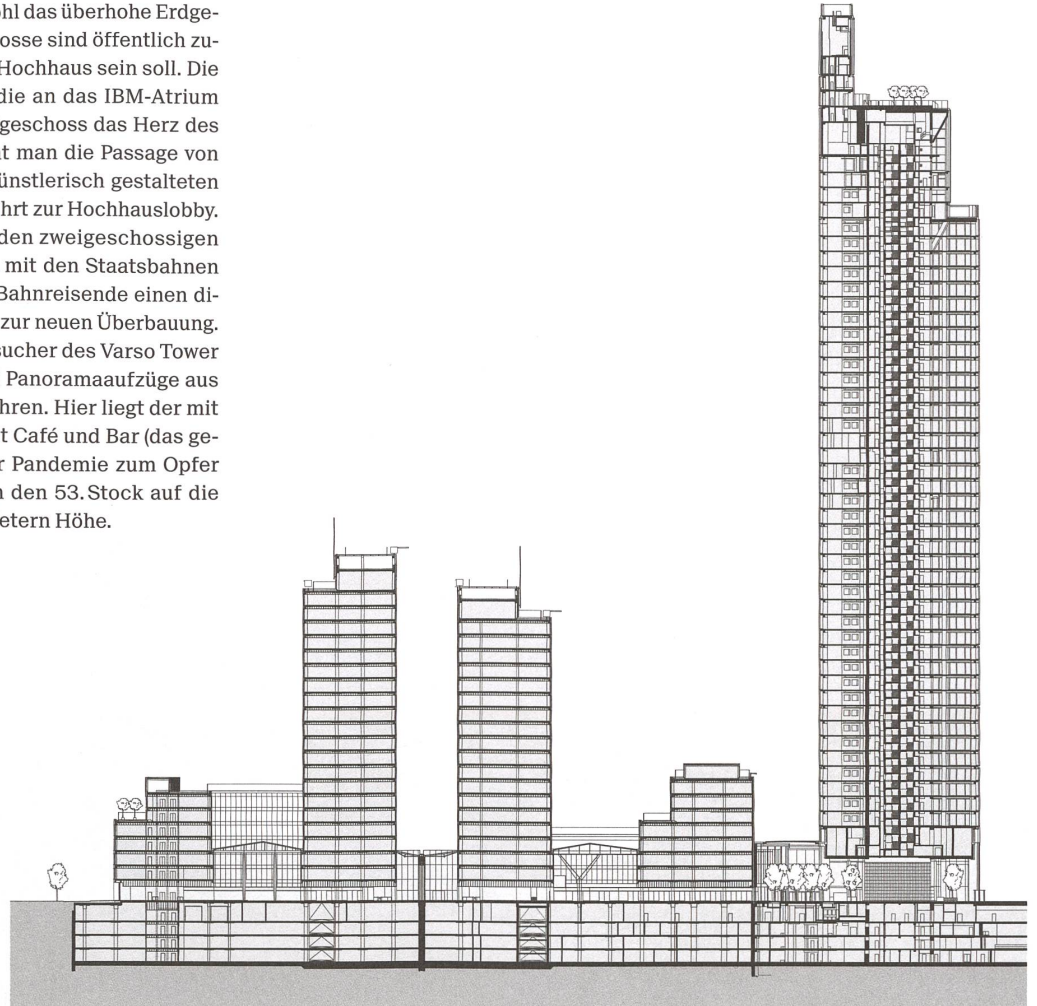 hl das überhohe Erdge-
osse sind öffentlich zu-
Hochhaus sein soll. Die
die an das IBM-Atrium
geschoss das Herz des
t man die Passage von
ünstlerisch gestalteten
hrt zur Hochhauslobby.
den zweigeschossigen
mit den Staatsbahnen
Bahnreisende einen di-
zur neuen Überbauung.
sucher des Varso Tower
Panoramaaufzüge aus
hren. Hier liegt der mit
t Café und Bar (das ge-
r Pandemie zum Opfer
n den 53. Stock auf die
etern Höhe.